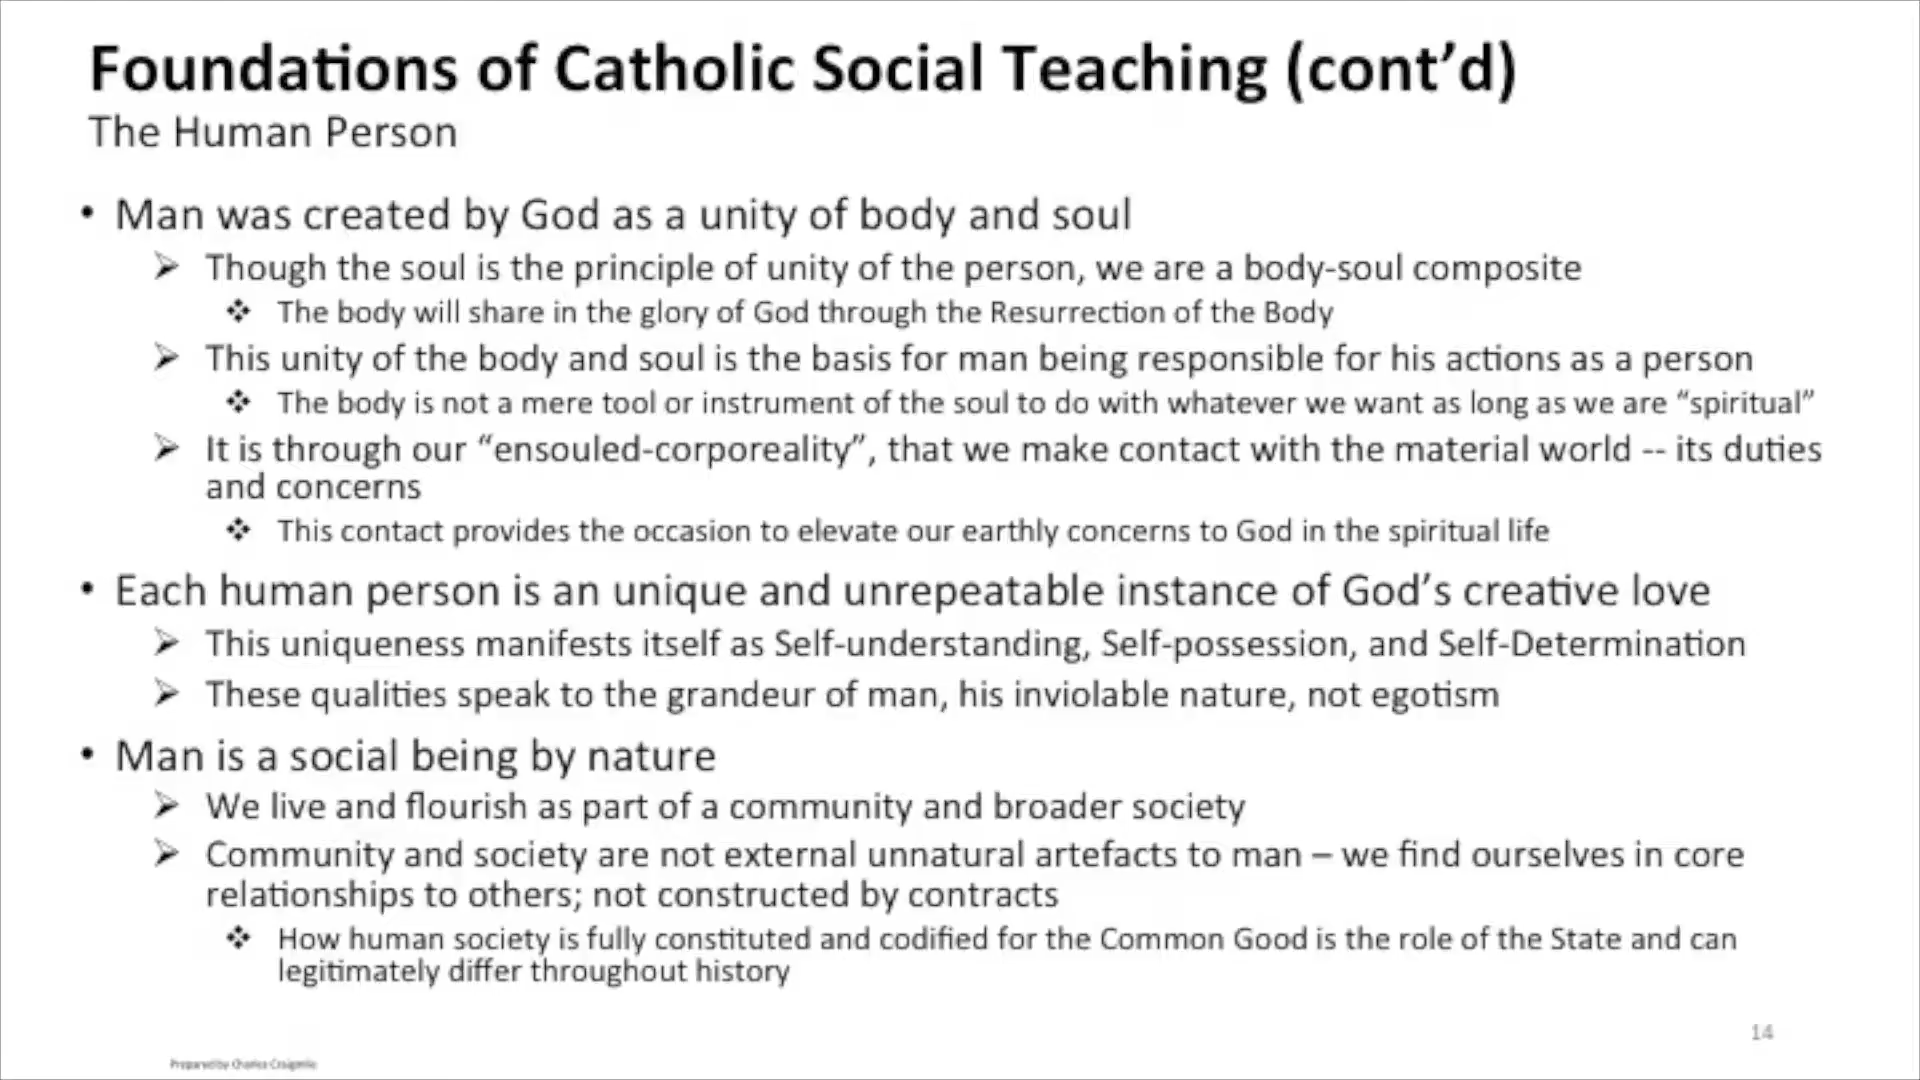 Foundations of Catholic Social Teaching (cont’d)
The Human Person
• Man was created by God as a unity of body and soul
➢ Though the soul is the principle of unity of the person, we are a body-soul composite
❖ The body will share in the glory of God through the Resurrection of the Body
➢ This unity of the body and soul is the basis for man being responsible for his actions as a person
❖ The body is not a mere tool or instrument of the soul to do with whatever we want as long as we are “spiritual”
➢ It is through our “ensouled-corporeality”, that we make contact with the material world -- its duties
and concerns
❖ This contact provides the occasion to elevate our earthly concerns to God in the spiritual life
• Each human person is an unique and unrepeatable instance of God’s creative love
➢ This uniqueness manifests itself as Self-understanding, Self-possession, and Self-Determination
➢ These qualities speak to the grandeur of man, his inviolable nature, not egotism
• Man is a social being by nature
➢ We live and flourish as part of a community and broader society
➢ Community and society are not external unnatural artefacts to man – we find ourselves in core
relationships to others; not constructed by contracts
❖ How human society is fully constituted and codified for the Common Good is the role of the State and can
legitimately differ throughout history
14
Prepared by Charles